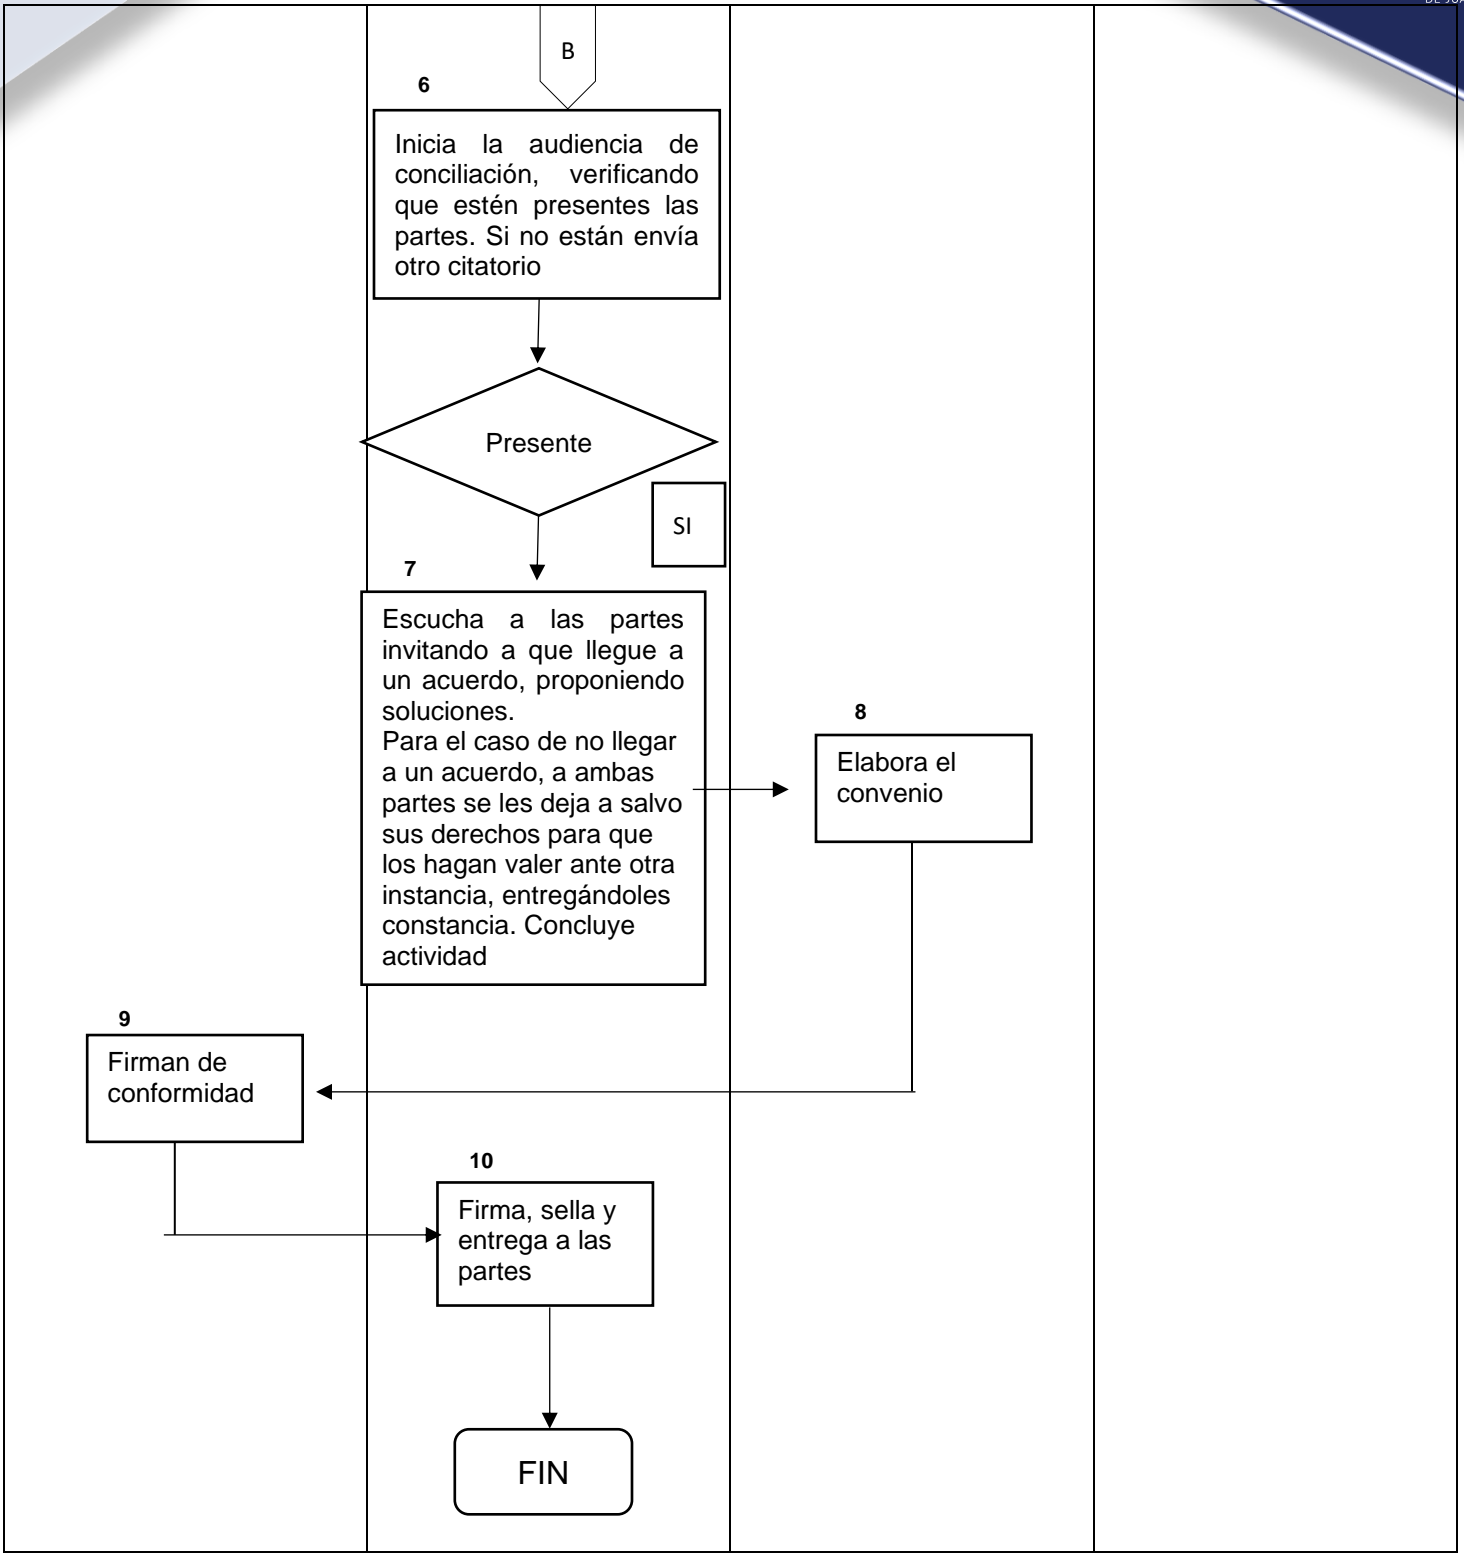 B
6
Inicia la audiencia de
conciliación, verificando
que estén presentes las
partes. Si no están envía
otro citatorio
Presente
SI
7
Escucha a las partes
invitando a que llegue a
un acuerdo, proponiendo
soluciones.
Para el caso de no llegar
a un acuerdo, a ambas
partes se les deja a salvo
sus derechos para que
los hagan valer ante otra
instancia, entregándoles
constancia. Concluye
actividad
8
Elabora el
convenio
9
Firman de
conformidad
10
Firma, sella y
entrega a las
partes
FIN